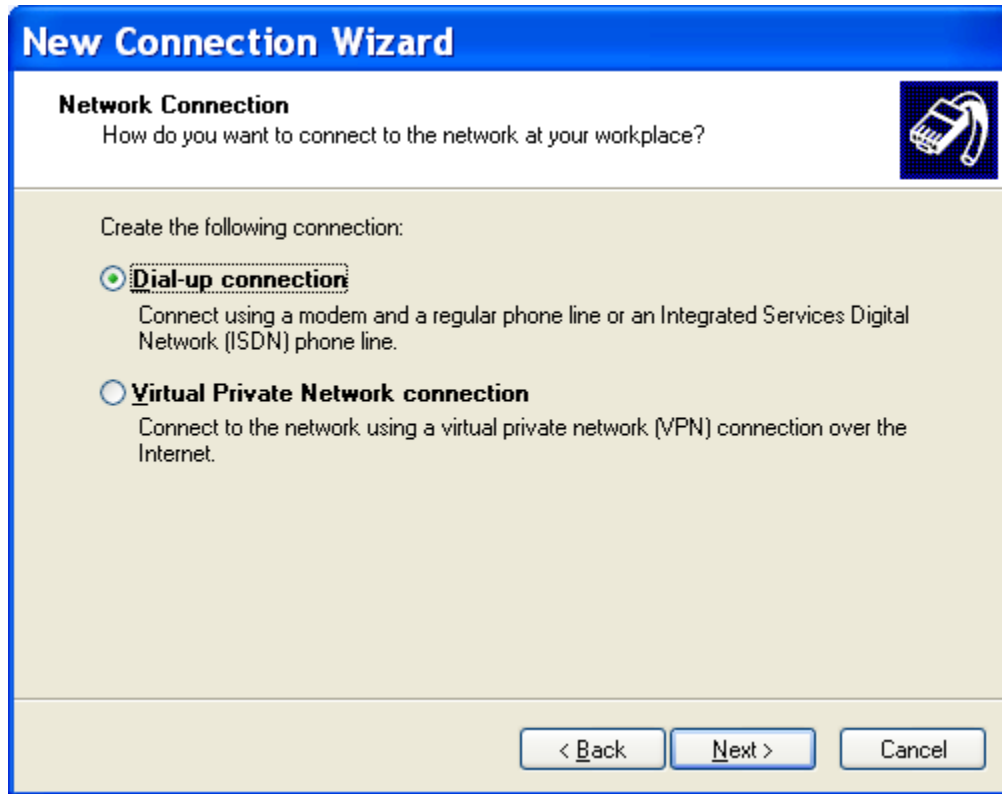 New Connection Wizard
Network Connection
How do you want to connect to the network at your workplace?
Create the following connection:
Dial-up connection
Connect using a modem and a regular phone line or an Integrated Services Digital
Network (ISDN) phone line.
Virtual Private Network connection
Connect to the network using a virtual private network (VPN) connection over the
Internet.
< Back
Next >
Cancel